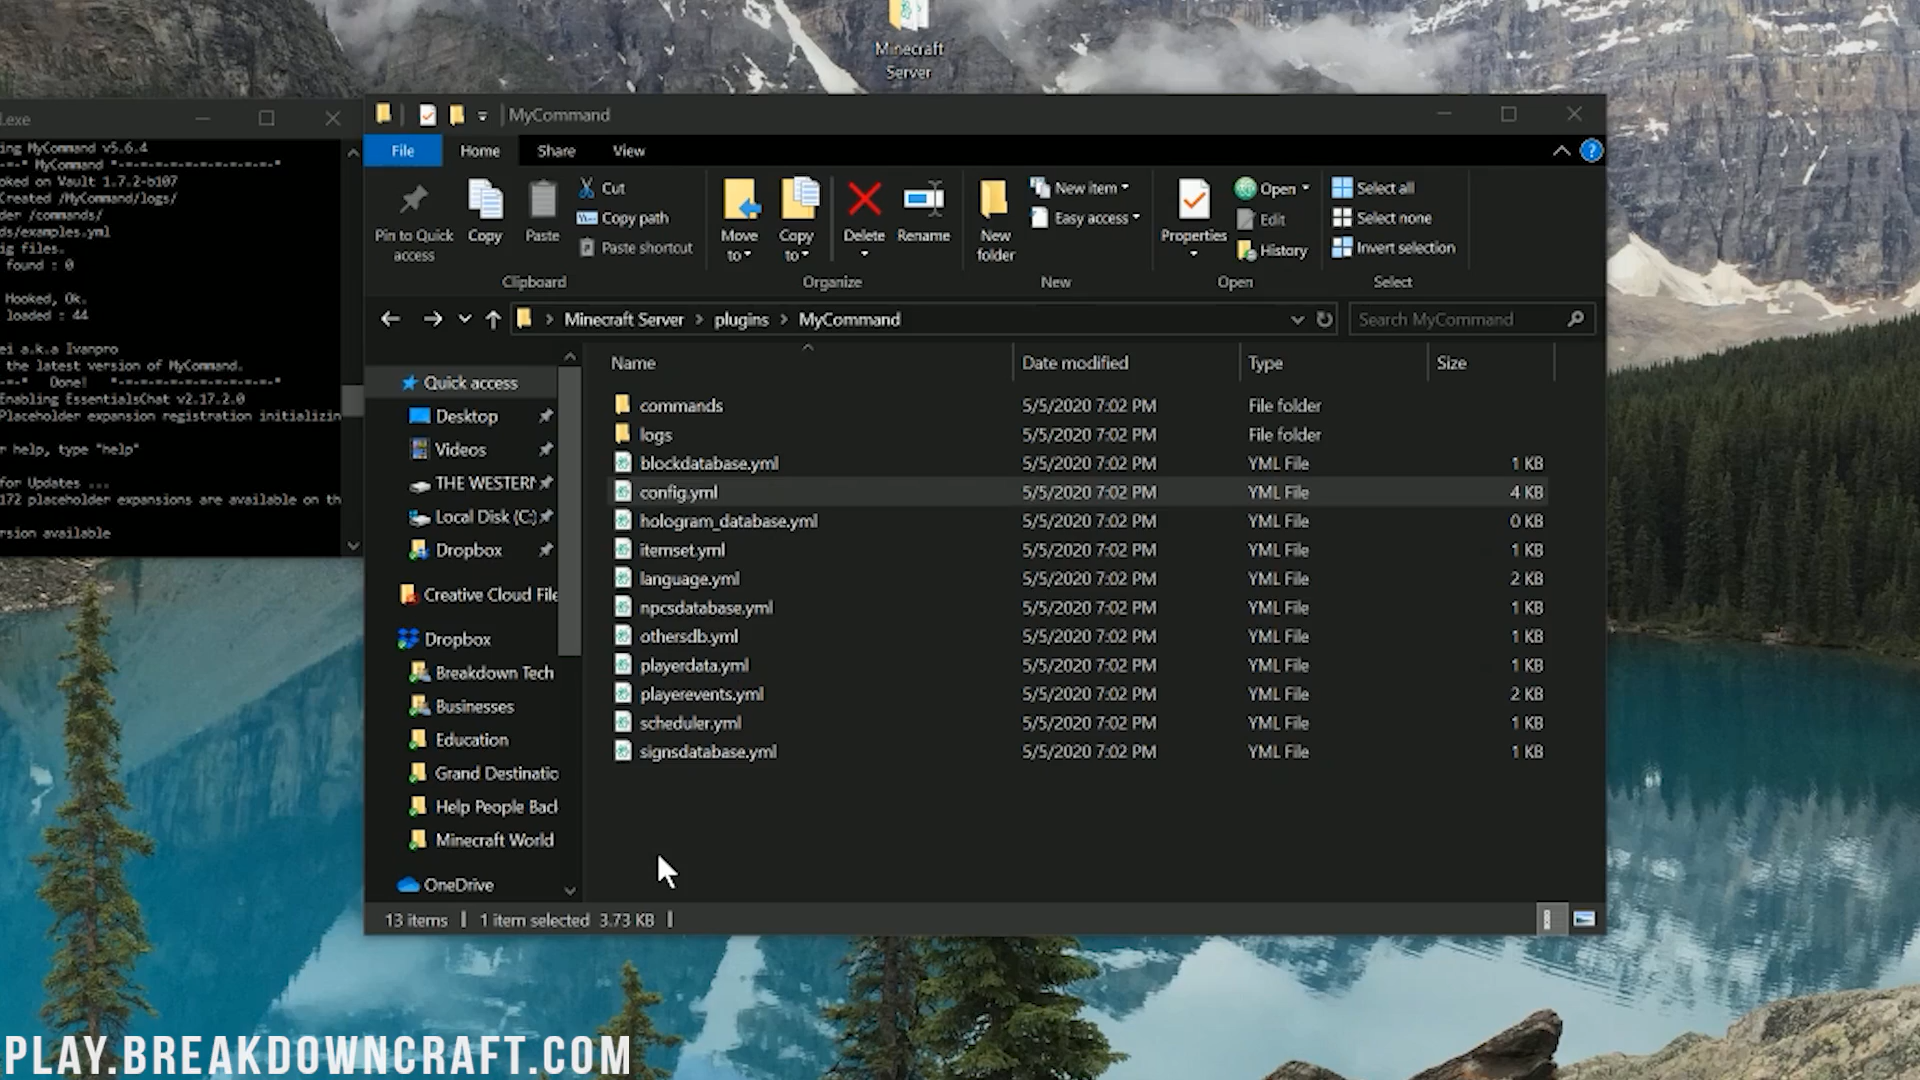 Minecraft
Server
.exe
ing MyCommand v5.6.4
---=" MyCommand "=-=-=-=-=-=-=-=-=-=-"
oked on Vault 1.7.2-b107
Created /MyCommand/logs/
der /commands/
ds/examples.yml
ig files.
found : 0
Hooked, Ok.
loaded : 44
ei a.k.a Ivanpro
the latest version of MyCommand.
Done!
Enabling EssentialsChat v2.17.2.0
Placeholder expansion registration initializin
r help, type "help"
for Updates ...
172 placeholder expansions are available on th
rsion available
MyCommand
File Home Share View
Pin to Quick
access
Copy
Paste
Cut
Copy path
Paste shortcut
Clipboard
Move
to
Copy
to
Delete
Rename
Organize
New
folder
New item
Easy access
New
Properties
Open
Edit
History
Open
Select all
Select none
Invert selection
Select
Minecraft Server > plugins > MyCommand
Search MyCommand
Quick access
Desktop
Videos
THE WESTERN
Local Disk (C:)
Dropbox
Creative Cloud File
Dropbox
Breakdown Tech
Businesses
Education
Grand Destinatio
Help People Back
Minecraft World
OneDrive
Name Date modified Type Size
commands 5/5/2020 7:02 PM File folder
logs 5/5/2020 7:02 PM File folder
blockdatabase.yml 5/5/2020 7:02 PM YML File 1 KB
config.yml 5/5/2020 7:02 PM YML File 4 KB
hologram_database.yml 5/5/2020 7:02 PM YML File 0 KB
itemset.yml 5/5/2020 7:02 PM YML File 1 KB
language.yml 5/5/2020 7:02 PM YML File 2 KB
npcsdatabase.yml 5/5/2020 7:02 PM YML File 1 KB
othersdb.yml 5/5/2020 7:02 PM YML File 1 KB
playerdata.yml 5/5/2020 7:02 PM YML File 1 KB
playerevents.yml 5/5/2020 7:02 PM YML File 2 KB
scheduler.yml 5/5/2020 7:02 PM YML File 1 KB
signsdatabase.yml 5/5/2020 7:02 PM YML File 1 KB
13 items 1 item selected 3.73 KB
PLAY.BREAKDOWNCRAFT.COM